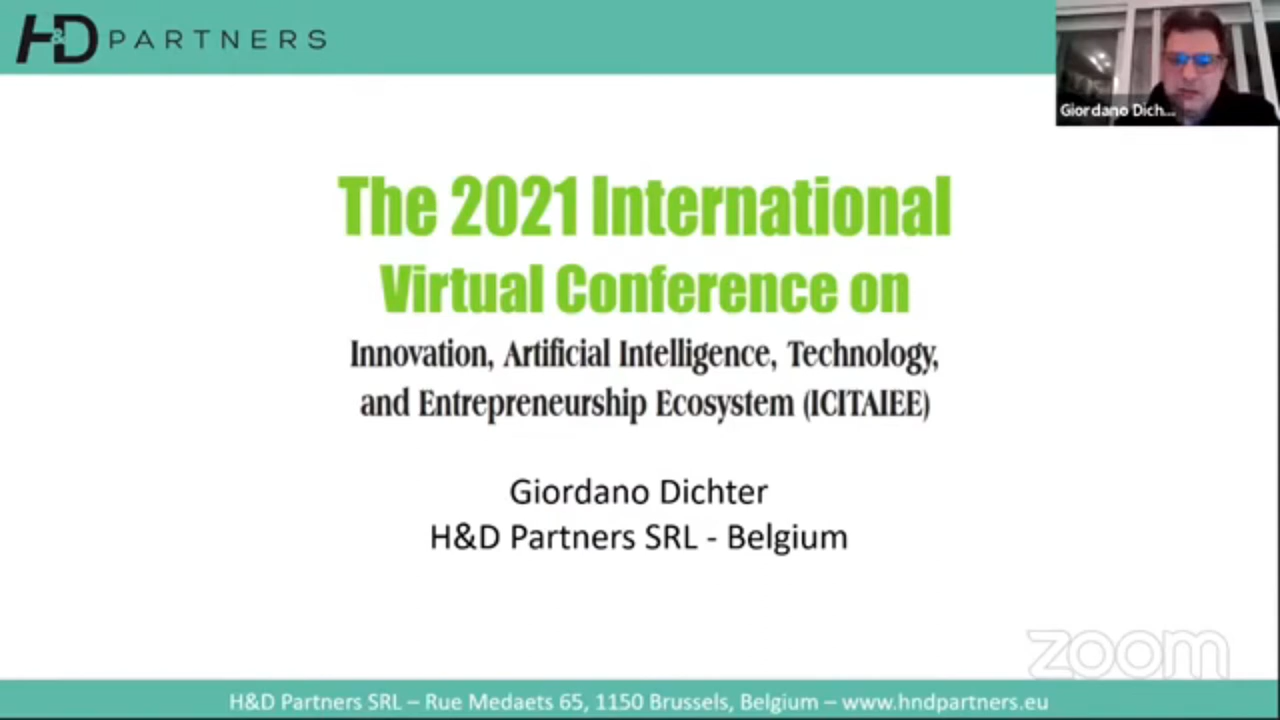 H&D PARTNERS
Giordano Dich...
The 2021 International
Virtual Conference on
Innovation, Artificial Intelligence, Technology,
and Entrepreneurship Ecosystem (ICITAIEE)
Giordano Dichter
H&D Partners SRL - Belgium
zoom
H&D Partners SRL – Rue Medaets 65, 1150 Brussels, Belgium – www.hndpartners.eu